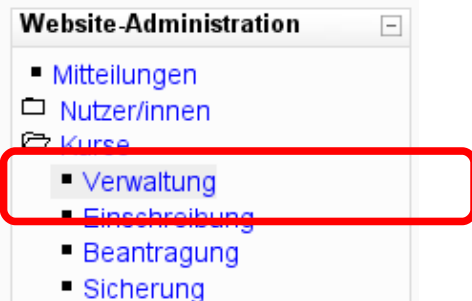 Website-Administration
Mitteilungen
Nutzer/innen
Kurse
Verwaltung
Einschreibung
Beantragung
Sicherung